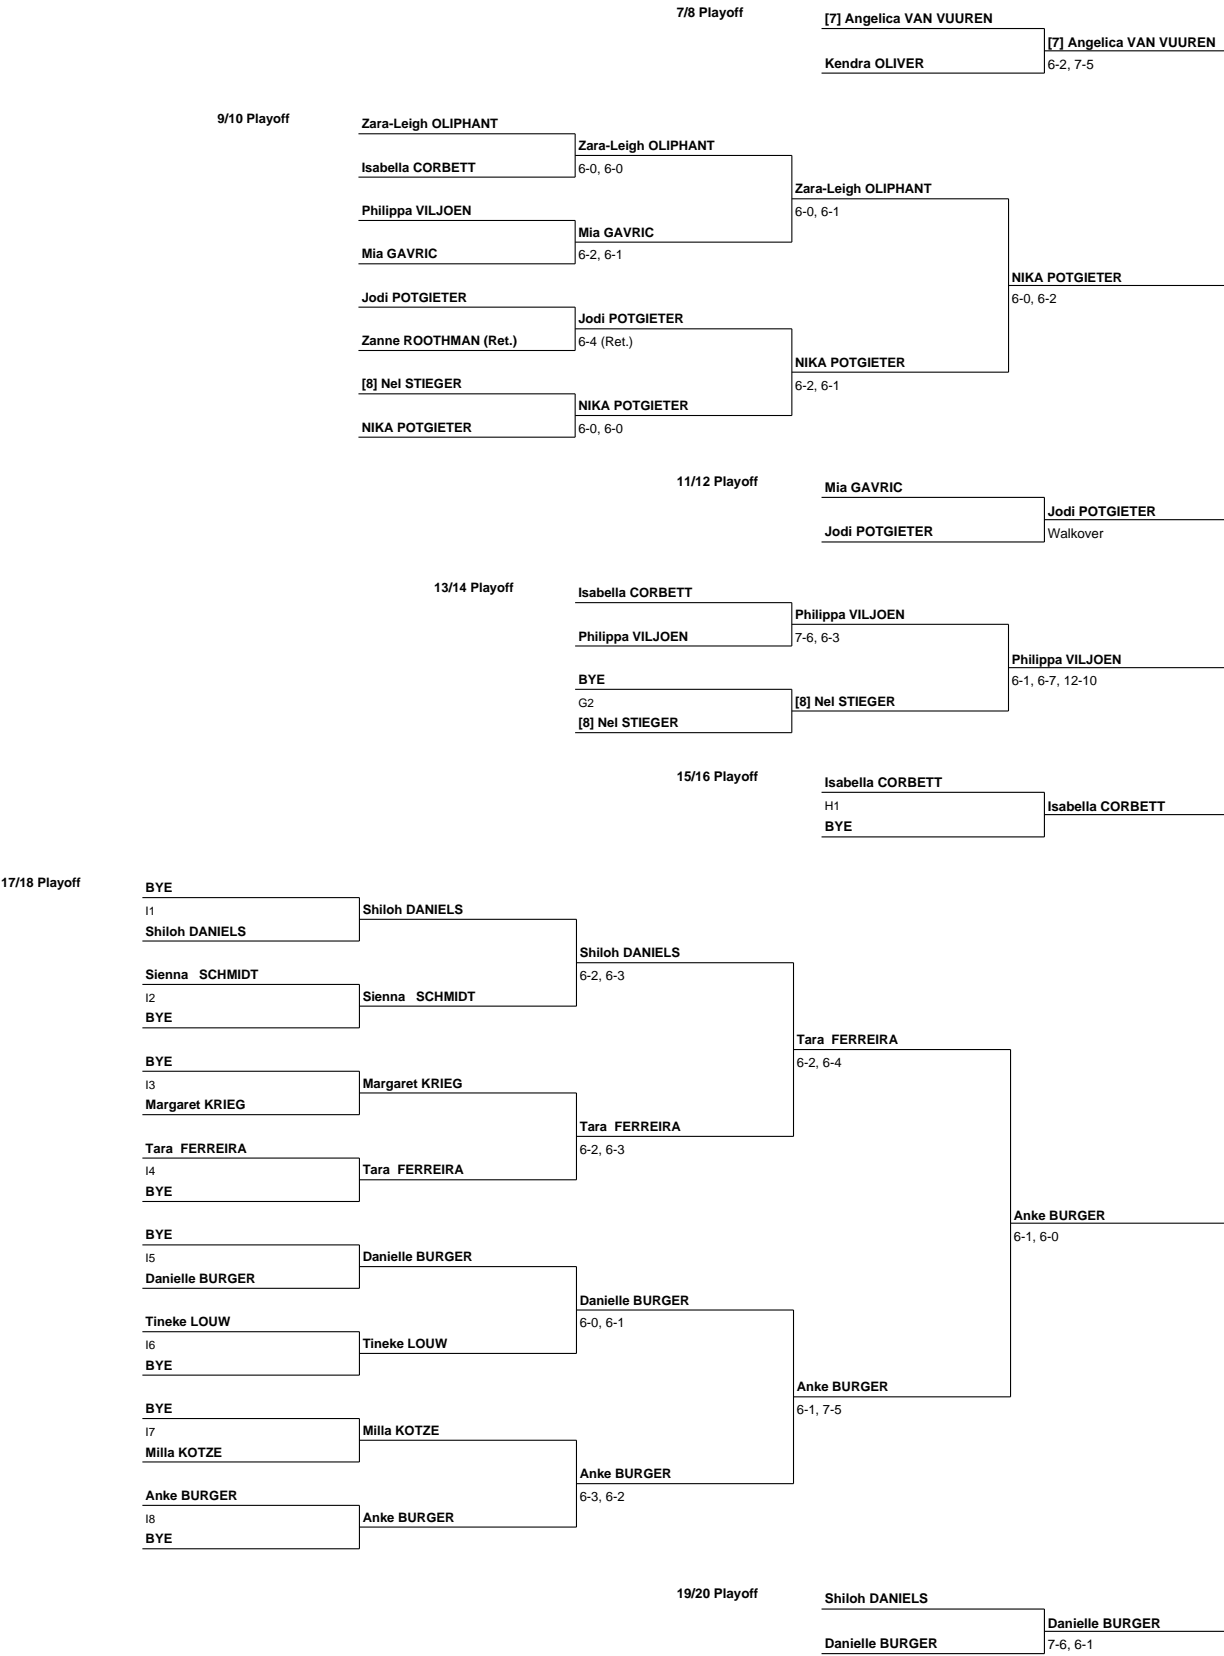 7/8 Playoff
[7] Angelica VAN VUUREN
[7] Angelica VAN VUUREN
Kendra OLIVER
6-2, 7-5
9/10 Playoff
Zara-Leigh OLIPHANT
Zara-Leigh OLIPHANT
Isabella CORBETT
6-0, 6-0
Zara-Leigh OLIPHANT
Philippa VILJOEN
6-0, 6-1
Mia GAVRIC
Mia GAVRIC
6-2, 6-1
NIKA POTGIETER
Jodi POTGIETER
6-0, 6-2
Jodi POTGIETER
Zanne ROOTHMAN (Ret.)
6-4 (Ret.)
NIKA POTGIETER
[8] Nel STIEGER
6-2, 6-1
NIKA POTGIETER
NIKA POTGIETER
6-0, 6-0
11/12 Playoff
Mia GAVRIC
Jodi POTGIETER
Jodi POTGIETER
Walkover
13/14 Playoff
Isabella CORBETT
Philippa VILJOEN
Philippa VILJOEN
7-6, 6-3
Philippa VILJOEN
BYE
6-1, 6-7, 12-10
G2
[8] Nel STIEGER
[8] Nel STIEGER
15/16 Playoff
Isabella CORBETT
H1
Isabella CORBETT
BYE
17/18 Playoff
BYE
I1
Shiloh DANIELS
Shiloh DANIELS
Shiloh DANIELS
Sienna SCHMIDT
6-2, 6-3
I2
Sienna SCHMIDT
BYE
Tara FERREIRA
BYE
6-2, 6-4
I3
Margaret KRIEG
Margaret KRIEG
Tara FERREIRA
Tara FERREIRA
6-2, 6-3
I4
Tara FERREIRA
BYE
Anke BURGER
BYE
6-1, 6-0
I5
Danielle BURGER
Danielle BURGER
Danielle BURGER
Tineke LOUW
6-0, 6-1
I6
Tineke LOUW
BYE
Anke BURGER
BYE
6-1, 7-5
I7
Milla KOTZE
Milla KOTZE
Anke BURGER
Anke BURGER
6-3, 6-2
I8
Anke BURGER
BYE
19/20 Playoff
Shiloh DANIELS
Danielle BURGER
Danielle BURGER
7-6, 6-1